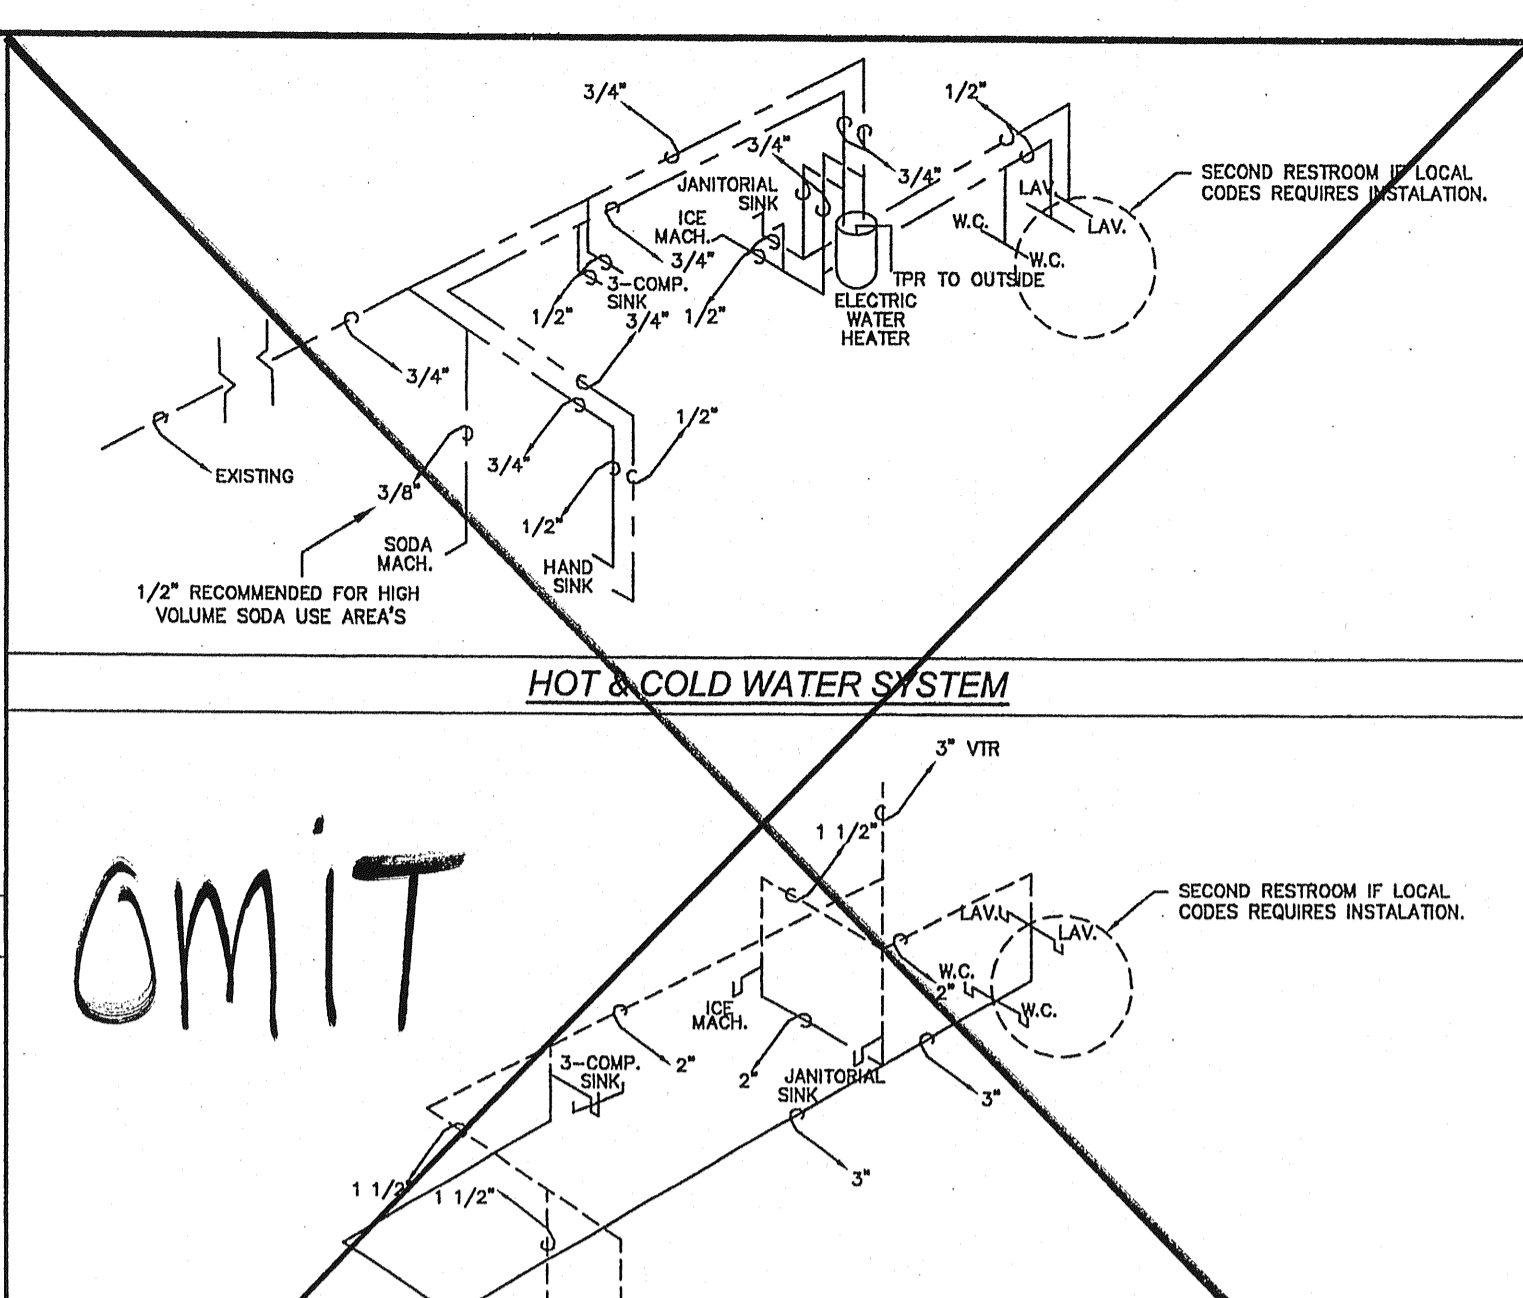 3/4"
1/2"
3/4"
3/4"
JANITORIAL
SINK
ICE
MACH.
SECOND RESTROOM IF LOCAL
CODES REQUIRES INSTALATION.
LAV.
LAV.
W.C.
W.C.
3/4"
3-COMP.
SINK
1/2"
3/4"
1/2"
TPR TO OUTSIDE
ELECTRIC
WATER
HEATER
3/4"
1/2"
3/4"
EXISTING
3/8"
1/2"
SODA
MACH.
HAND
SINK
1/2" RECOMMENDED FOR HIGH
VOLUME SODA USE AREA'S
HOT & COLD WATER SYSTEM
3" VTR
1 1/2"
OMiT
SECOND RESTROOM IF LOCAL
CODES REQUIRES INSTALATION.
LAV.
LAV.
W.C.
2"
W.C.
ICE
MACH.
2"
3-COMP.
SINK
2"
JANITORIAL
SINK
3"
3"
1 1/2"
1 1/2"